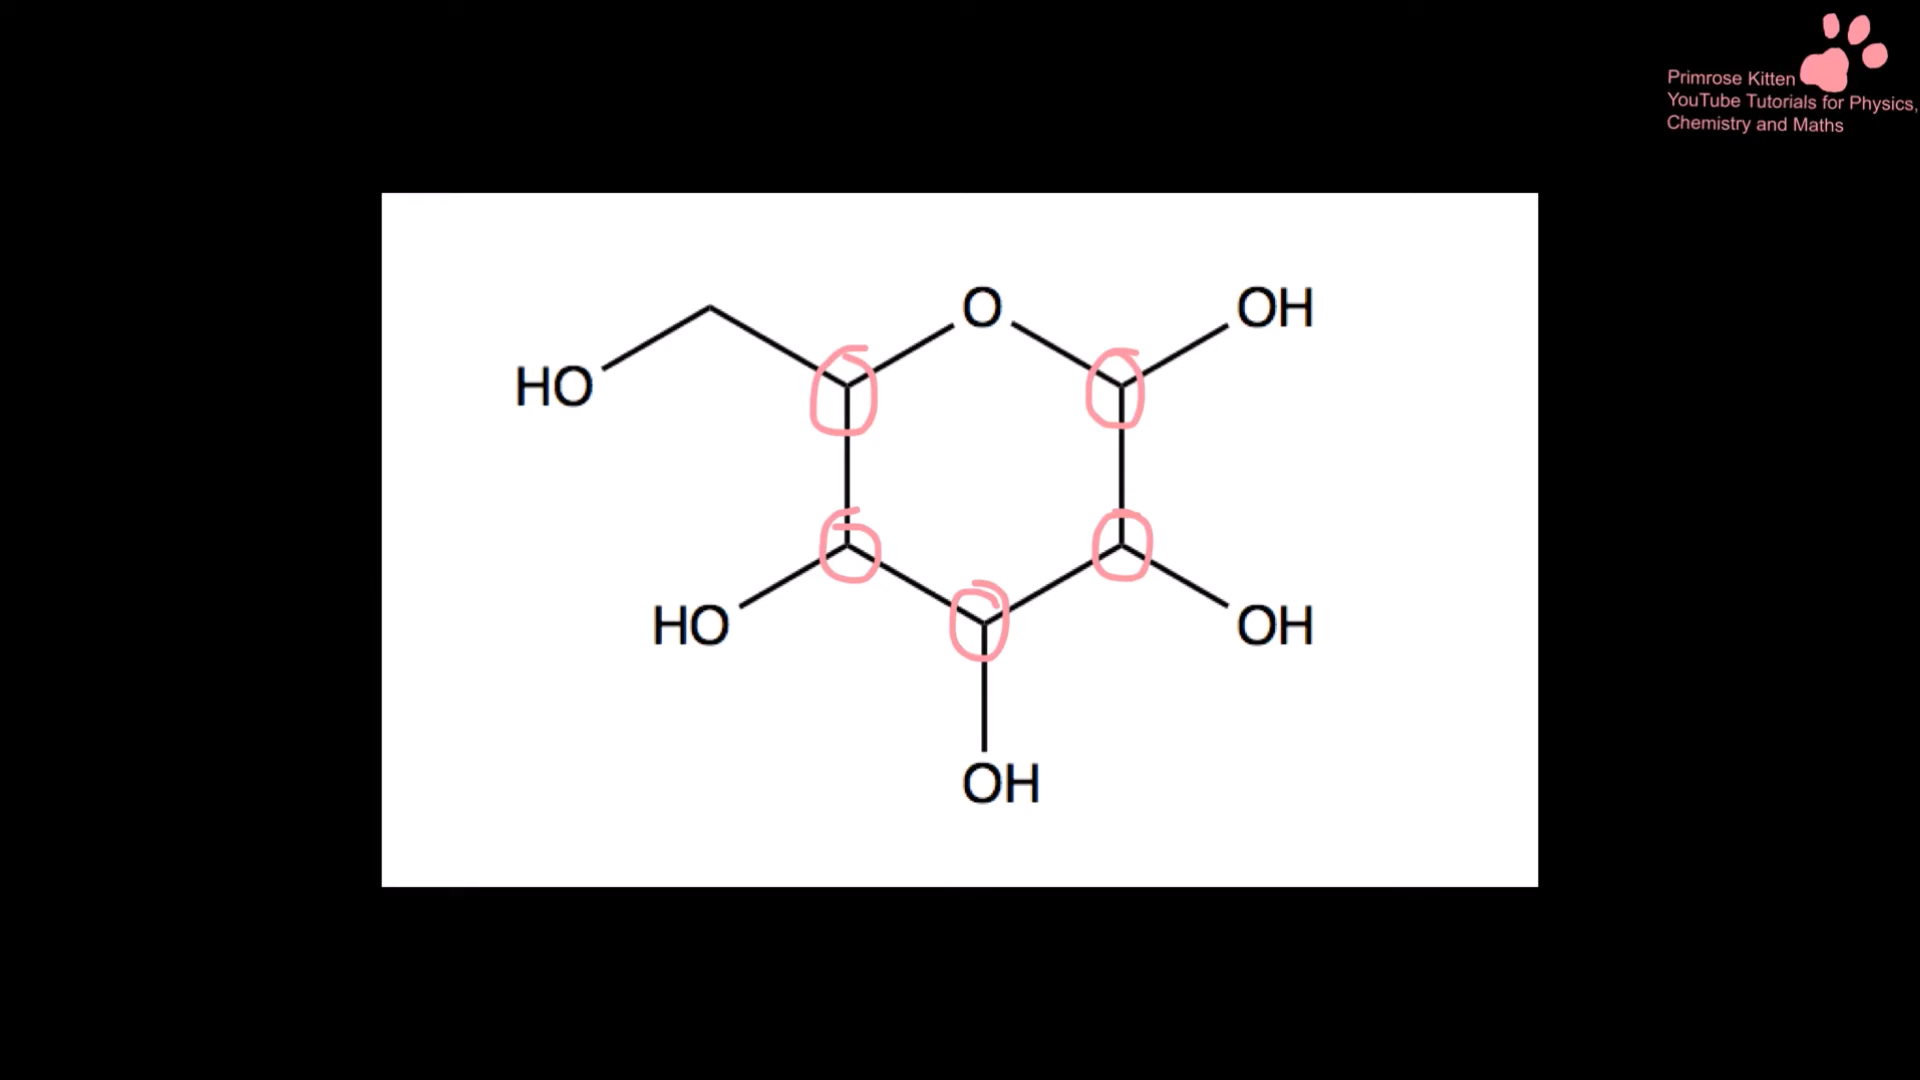 Primrose Kitten
YouTube Tutorials for Physics,
Chemistry and Maths
O
OH
HO
HO
OH
OH